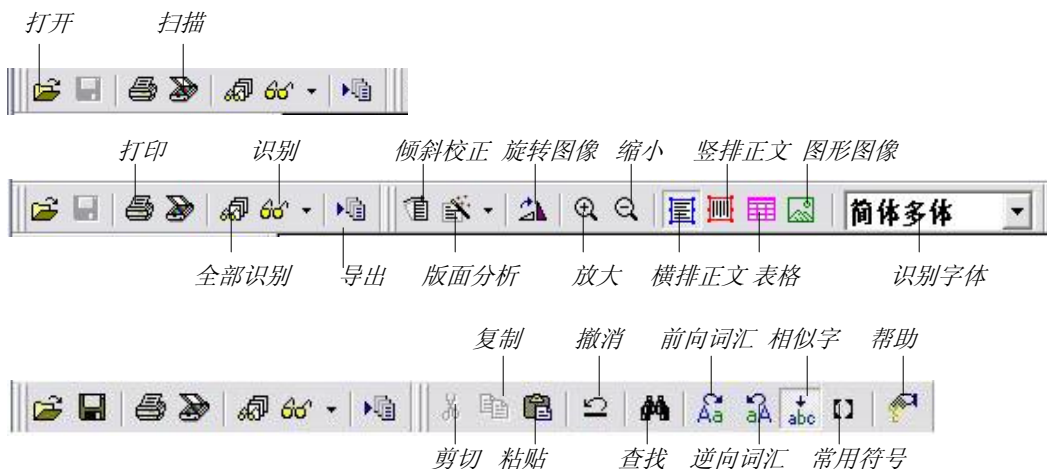 打开 扫描
打印 识别 倾斜校正 旋转图像 缩小 竖排正文 图形图像
简体多体
全部识别 导出 版面分析 放大 横排正文 表格 识别字体
复制 撤消 前向词汇 相似字 帮助
Aa aA abc
剪切 粘贴 查找 逆向词汇 常用符号